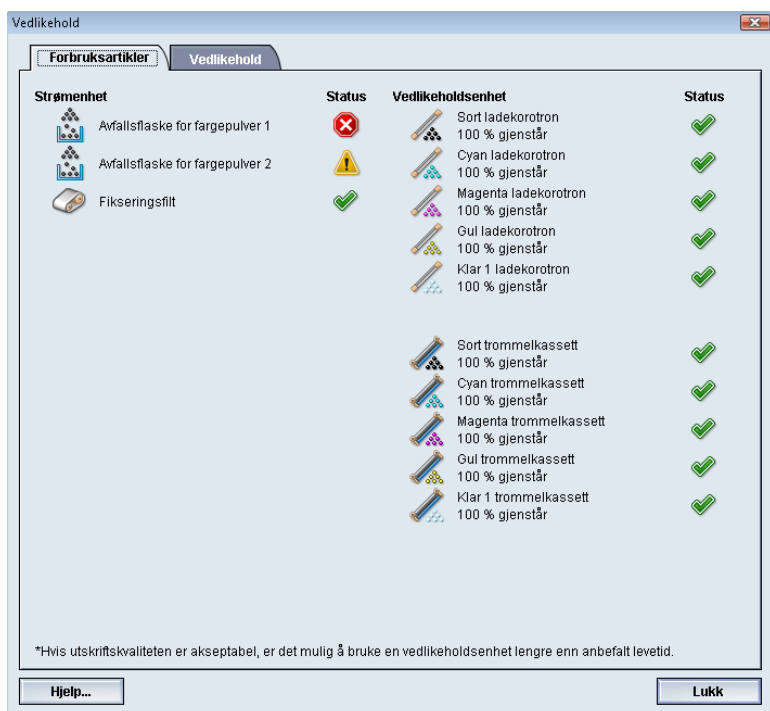 Vedlikehold
Forbruksartikler
Vedlikehold
Strømenhet Status
Avfallsflaske for fargepulver 1
Avfallsflaske for fargepulver 2
Fikseringsfilt
Vedlikeholdsenhet Status
Sort ladekorotron
100 % gjenstår
Cyan ladekorotron
100 % gjenstår
Magenta ladekorotron
100 % gjenstår
Gul ladekorotron
100 % gjenstår
Klar 1 ladekorotron
100 % gjenstår
Sort trommelkassett
100 % gjenstår
Cyan trommelkassett
100 % gjenstår
Magenta trommelkassett
100 % gjenstår
Gul trommelkassett
100 % gjenstår
Klar 1 trommelkassett
100 % gjenstår
*Hvis utskriftskvaliteten er akseptabel, er det mulig å bruke en vedlikeholdsenhet lengre enn anbefalt levetid.
Hjelp...
Lukk